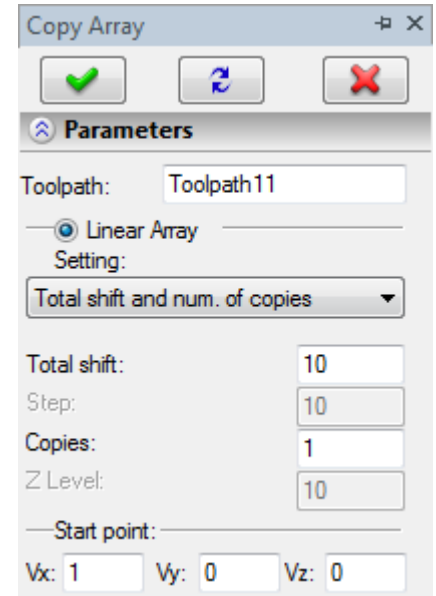 Copy Array
Parameters
Toolpath: Toolpath11
Linear Array
Setting:
Total shift and num. of copies
Total shift: 10
Step: 10
Copies: 1
Z Level: 10
Start point:
Vx: 1 Vy: 0 Vz: 0